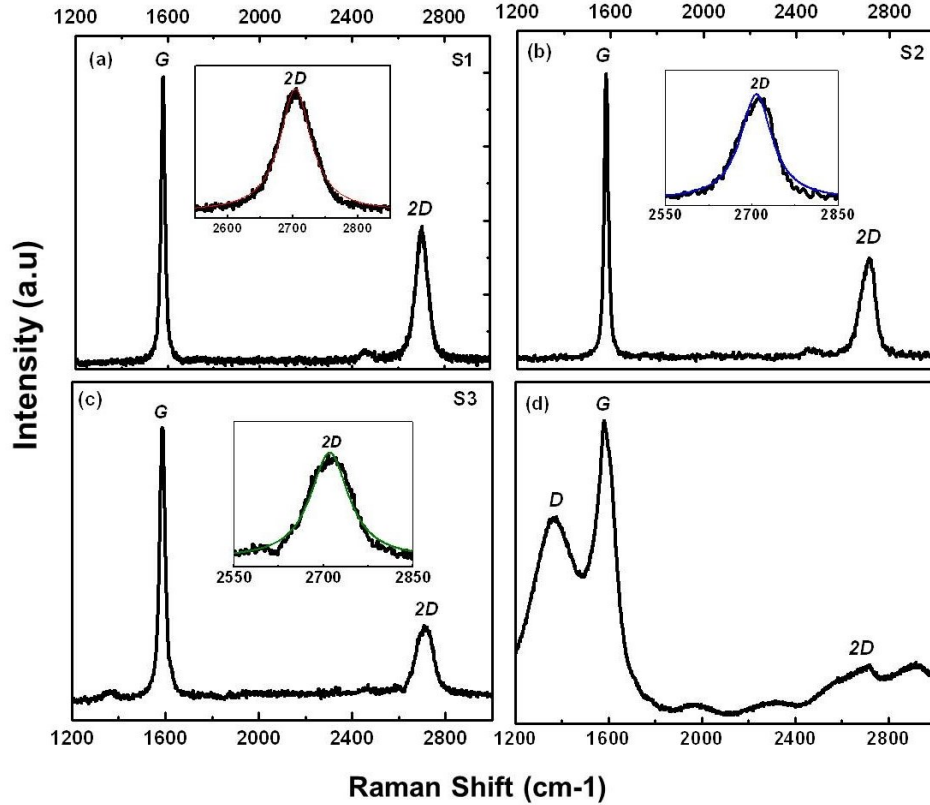 1200 1600 2000 2400 2800 1200 1600 2000 2400 2800
(a) G S1
2D
2600 2700 2800
2D
(b) G S2
2D
2550 2700 2850
2D
Intensity (a.u)
(c) G S3
2D
2550 2700 2850
2D
(d) G
D
2D
1200 1600 2000 2400 2800 1200 1600 2000 2400 2800
Raman Shift (cm-1)